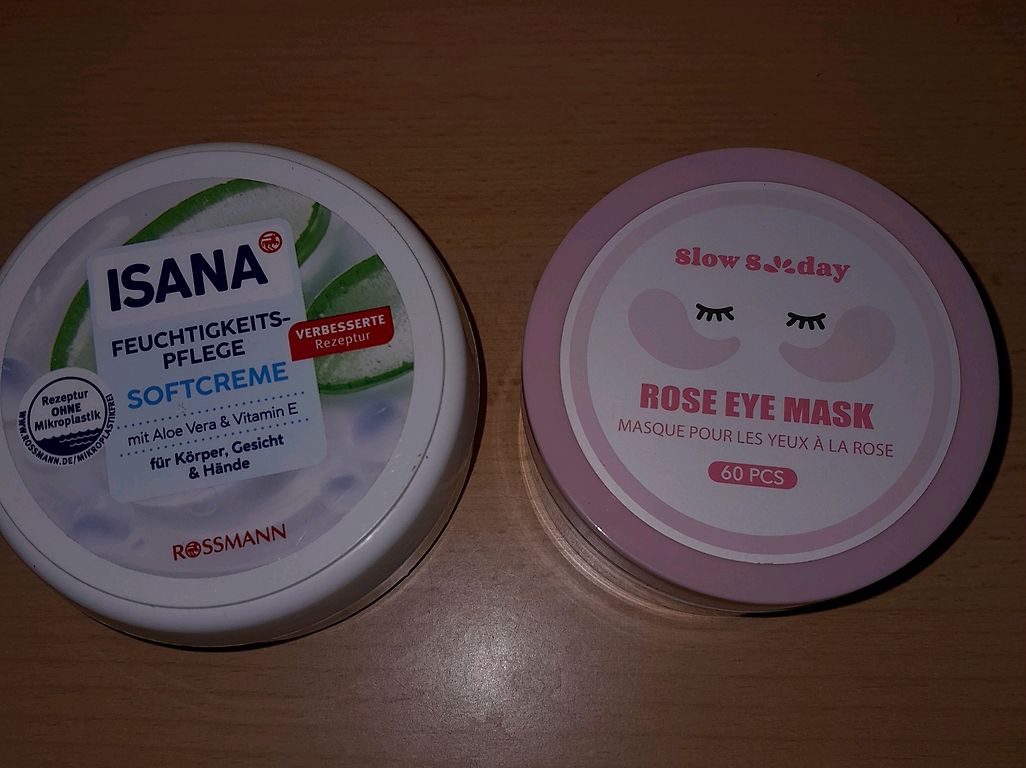 ISANA
FEUCHTIGKEITS-
PFLEGE
SOFTCREME
mit Aloe Vera & Vitamin E
für Körper, Gesicht
& Hände
VERBESSERTE
Rezeptur
Rezeptur
OHNE
Mikroplastik
WWW.ROSSMANN.DE/MIKROPLASTIKFREI
ROSSMANN
slow sunday
ROSE EYE MASK
MASQUE POUR LES YEUX À LA ROSE
60 PCS